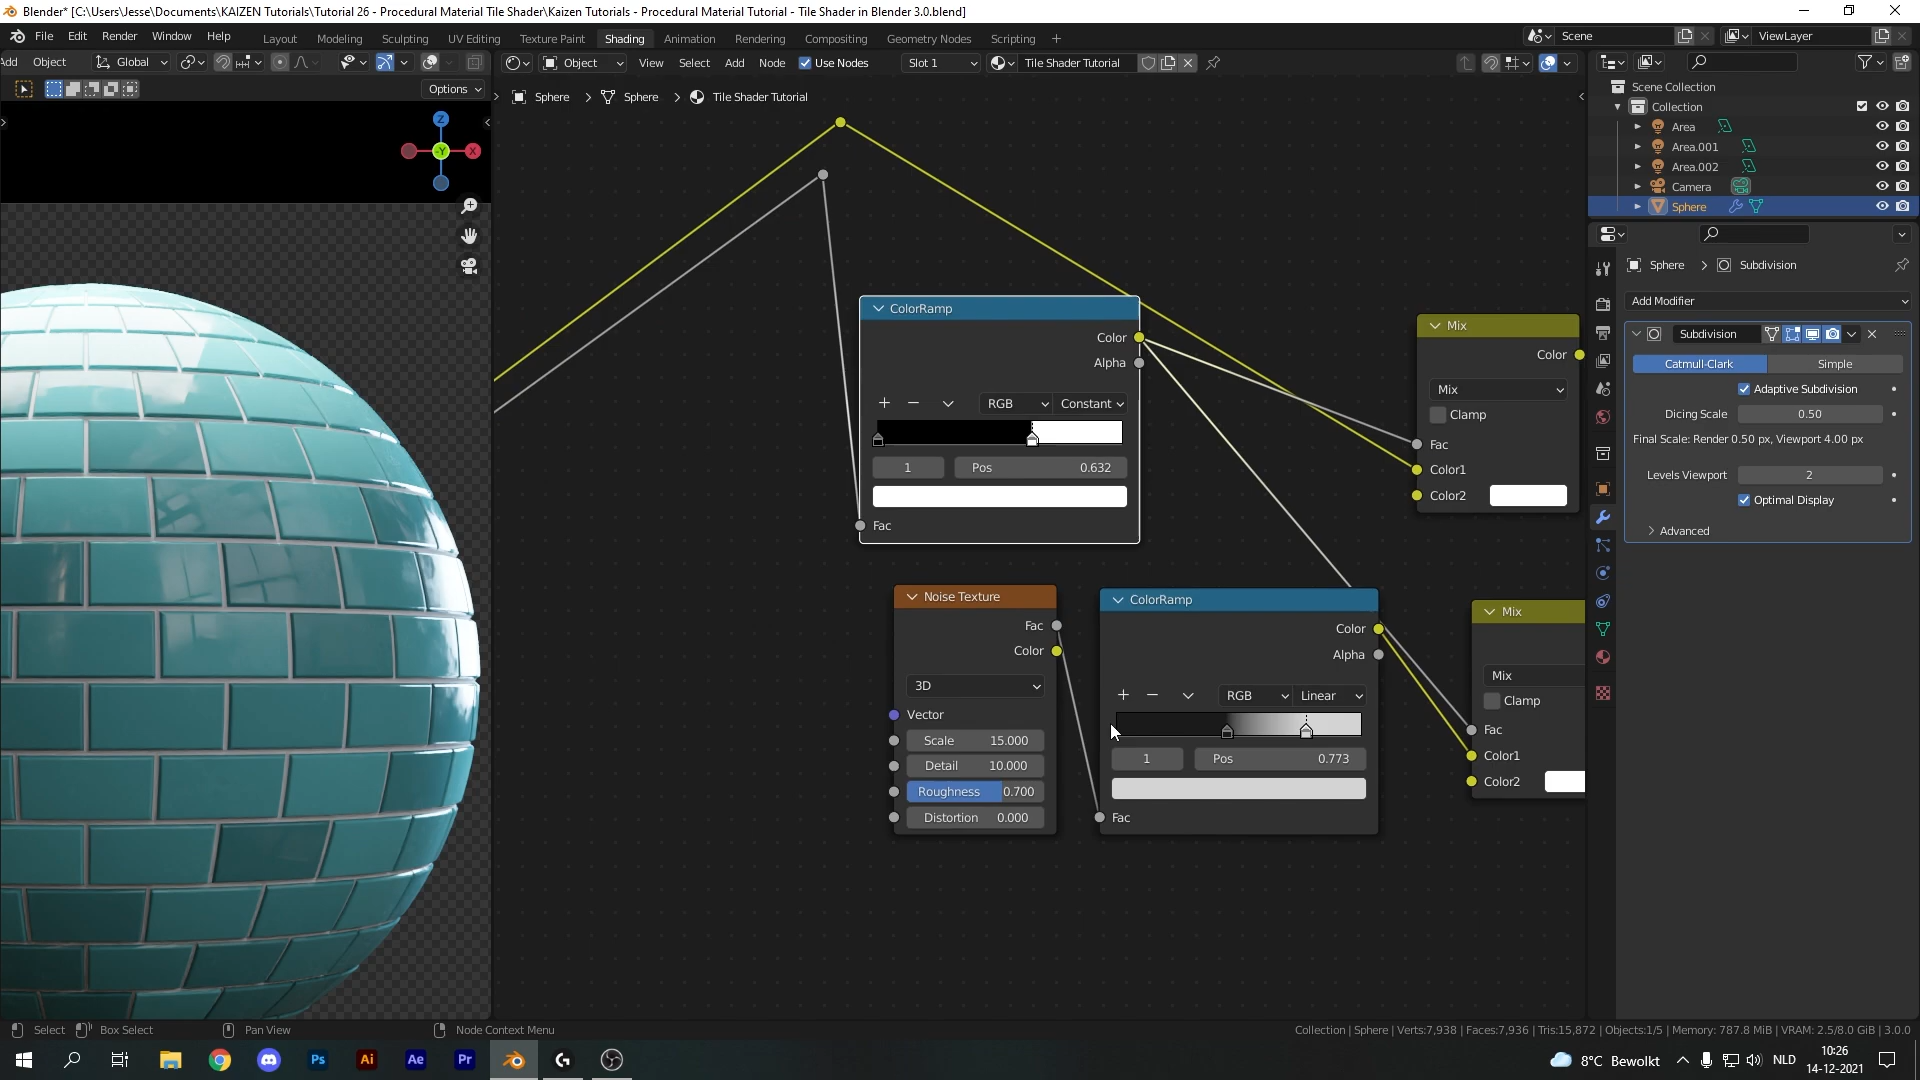 Blender* [C:\Users\Jesse\Documents\KAIZEN Tutorials\Tutorial 26 - Procedural Material Tile Shader\Kaizen Tutorials - Procedural Material Tutorial - Tile Shader in Blender 3.0.blend]
File Edit Render Window Help Layout Modeling Sculpting UV Editing Texture Paint Shading Animation Rendering Compositing Geometry Nodes Scripting + Scene ViewLayer
Add Object Global Object View Select Add Node Use Nodes Slot 1 Tile Shader Tutorial
Options
Sphere > Sphere > Tile Shader Tutorial
Z
-Y X
Scene Collection
Collection
Area
Area.001
Area.002
Camera
Sphere
Sphere > Subdivision
Add Modifier
Subdivision
Catmull-Clark Simple
Adaptive Subdivision
Dicing Scale 0.50
Final Scale: Render 0.50 px, Viewport 4.00 px
Levels Viewport 2
Optimal Display
Advanced
ColorRamp
Color
Alpha
RGB Constant
1 Pos 0.632
Fac
Mix
Color
Mix
Clamp
Fac
Color1
Color2
Noise Texture
Fac
Color
3D
Vector
Scale 15.000
Detail 10.000
Roughness 0.700
Distortion 0.000
ColorRamp
Color
Alpha
RGB Linear
1 Pos 0.773
Fac
Mix
Mix
Clamp
Fac
Color1
Color2
Select Box Select Pan View Node Context Menu Collection | Sphere | Verts:7,938 | Faces:7,936 | Tris:15,872 | Objects:1/5 | Memory: 787.8 MiB | VRAM: 2.5/8.0 GiB | 3.0.0
Ps Ai Ae Pr 8°C Bewolkt NLD 10:26
14-12-2021